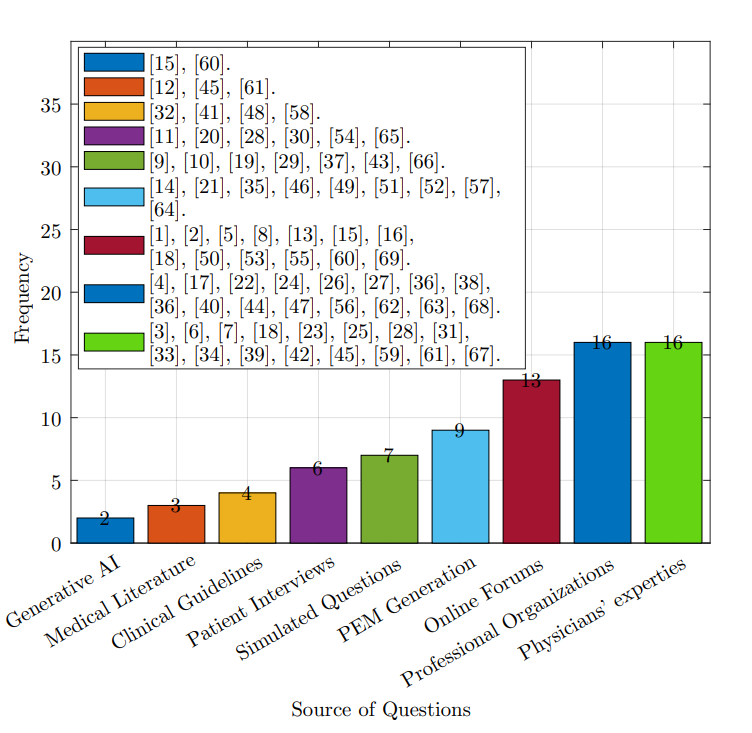 [15], [60].
[12], [45], [61].
[32], [41], [48], [58].
[11], [20], [28], [30], [54], [65].
[9], [10], [19], [29], [37], [43], [66].
[14], [21], [35], [46], [49], [51], [52], [57],
[64].
[1], [2], [5], [8], [13], [15], [16],
[18], [50], [53], [55], [60], [69].
[4], [17], [22], [24], [26], [27], [36], [38],
[36], [40], [44], [47], [56], [62], [63], [68].
[3], [6], [7], [18], [23], [25], [28], [31],
[33], [34], [39], [42], [45], [59], [61], [67].
Frequency
35
30
25
20
15
10
5
0
2
3
4
6
7
9
13
16
16
Generative AI
Medical Literature
Clinical Guidelines
Patient Interviews
Simulated Questions
PEM Generation
Online Forums
Professional Organizations
Physicians' experties
Source of Questions